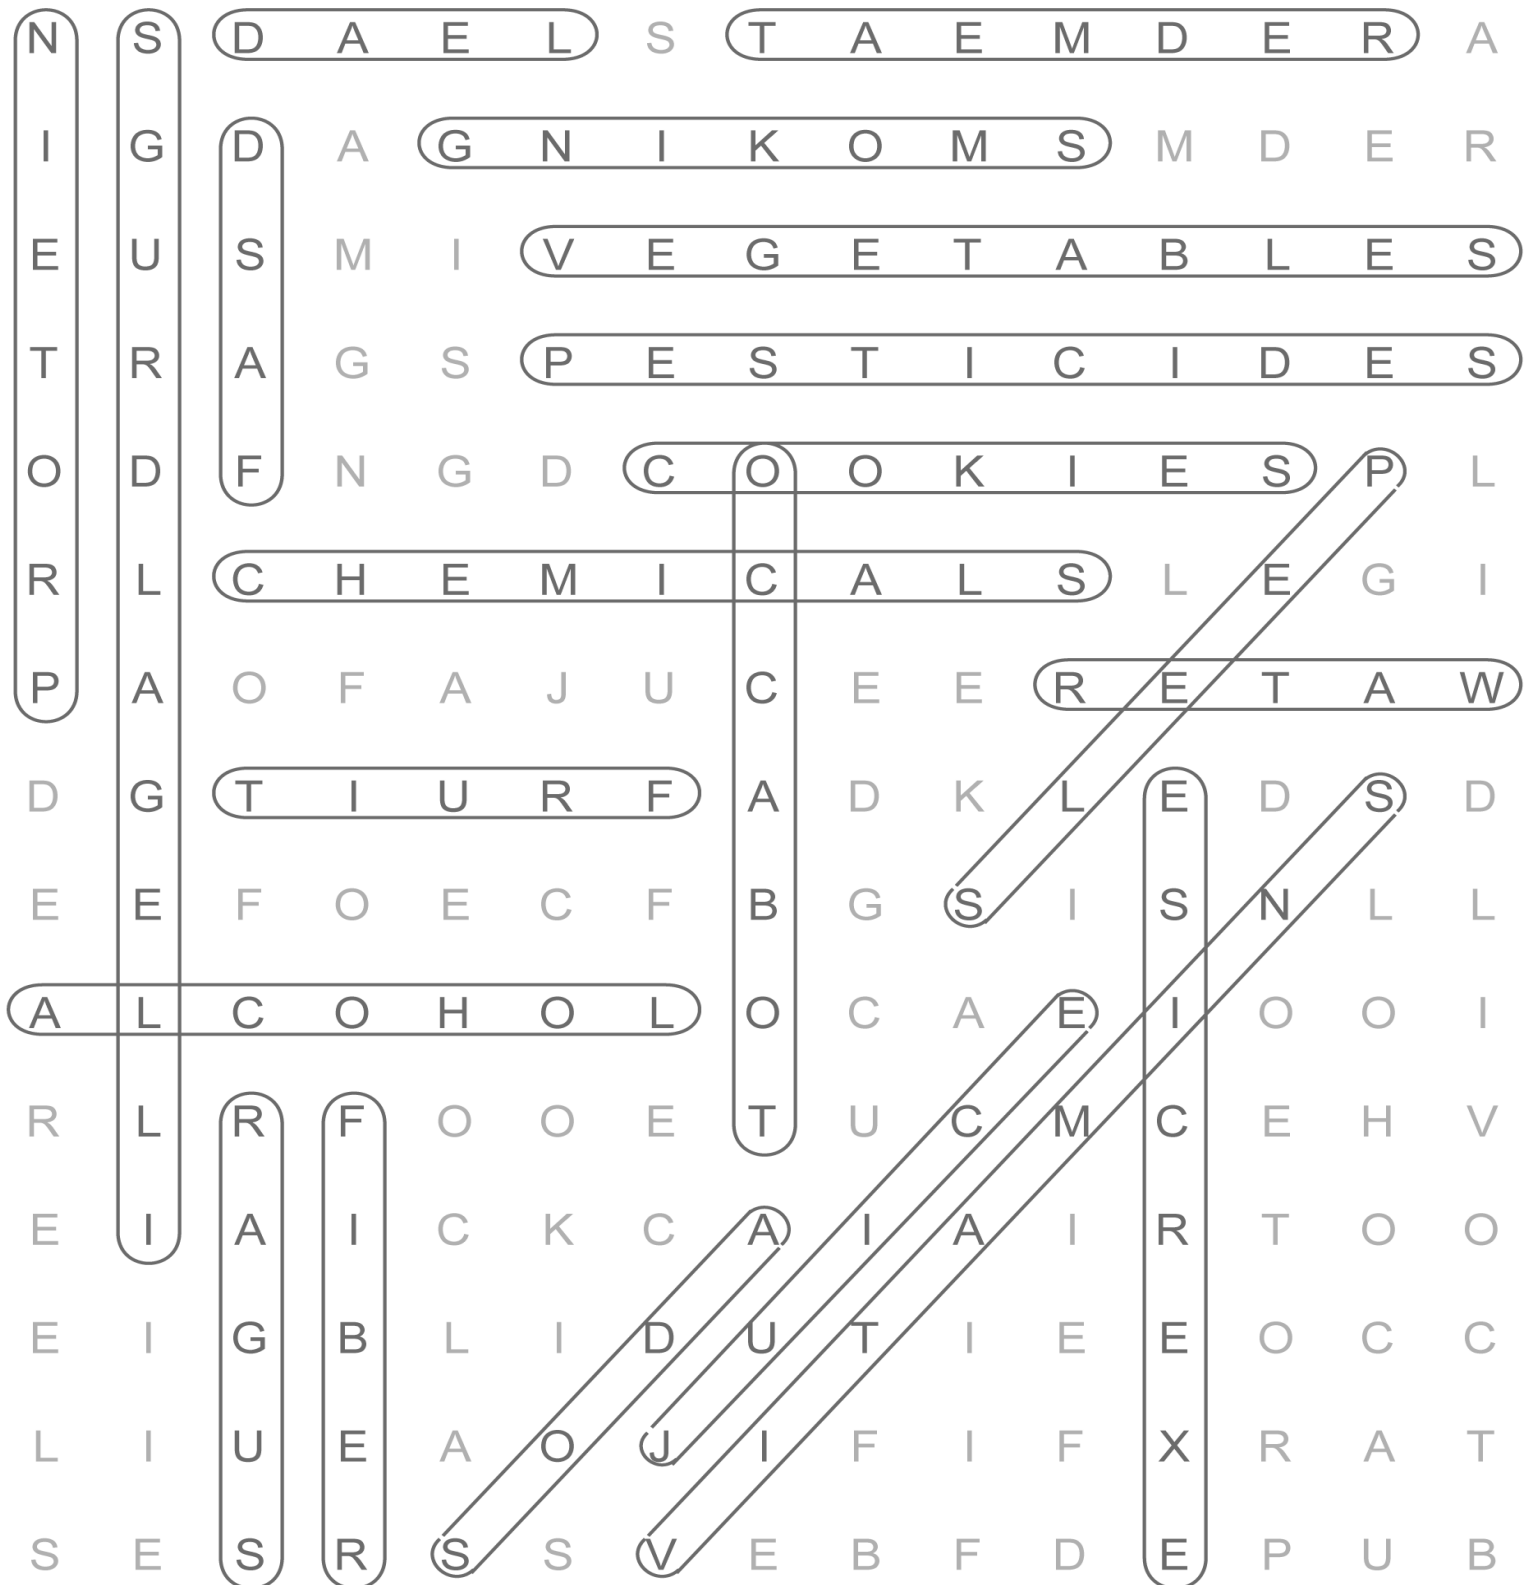 N S D A E L S T A E M D E R A
I G D A G N I K O M S M D E R
E U S M I V E G E T A B L E S
T R A G S P E S T I C I D E S
O D F N G D C O O K I E S P L
R L C H E M I C A L S L E G I
P A O F A J U C E E R E T A W
D G T I U R F A D K L E D S D
E E F O E C F B G S I S N L L
A L C O H O L O C A E I O O I
R L R F O O E T U C M C E H V
E I A I C K C A I A I R T O O
E I G B L I D U T I E E O C C
L I U E A O J I F I F X R A T
S E S R S S V E B F D E P U B